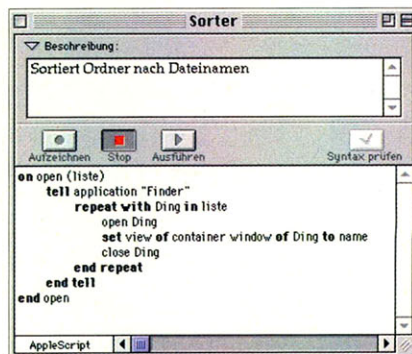 Sorter
Beschreibung:
Sortiert Ordner nach Dateinamen
Aufzeichnen Stop Ausführen Syntax prüfen
on open (liste)
tell application "Finder"
repeat with Ding in liste
open Ding
set view of container window of Ding to name
close Ding
end repeat
end tell
end open
AppleScript